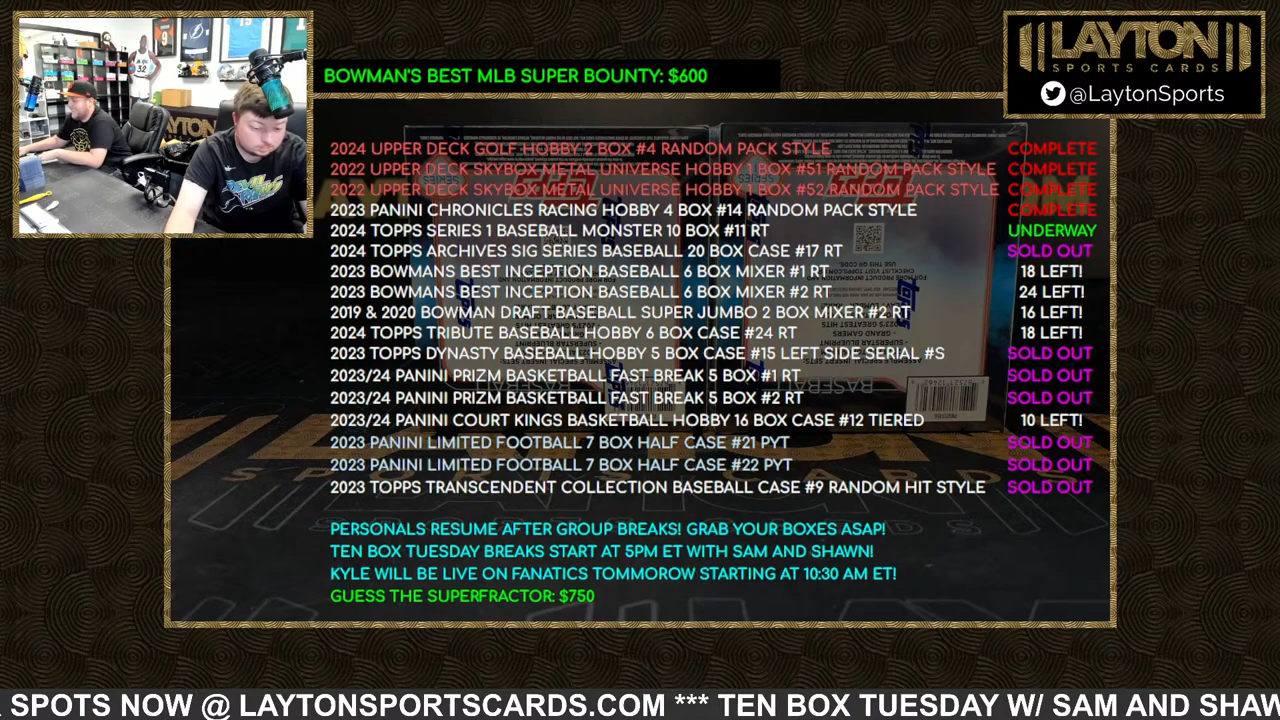 BOWMAN'S BEST MLB SUPER BOUNTY: $600
LAYTON
SPORTS CARDS
@LaytonSports
2024 UPPER DECK GOLF HOBBY 2 BOX #4 RANDOM PACK STYLE COMPLETE
2022 UPPER DECK SKYBOX METAL UNIVERSE HOBBY 1 BOX #51 RANDOM PACK STYLE COMPLETE
2022 UPPER DECK SKYBOX METAL UNIVERSE HOBBY 1 BOX #52 RANDOM PACK STYLE COMPLETE
2023 PANINI CHRONICLES RACING HOBBY 4 BOX #14 RANDOM PACK STYLE COMPLETE
2024 TOPPS SERIES 1 BASEBALL MONSTER 10 BOX #11 RT UNDERWAY
2024 TOPPS ARCHIVES SIG SERIES BASEBALL 20 BOX CASE #17 RT SOLD OUT
2023 BOWMANS BEST INCEPTION BASEBALL 6 BOX MIXER #1 RT 18 LEFT!
2023 BOWMANS BEST INCEPTION BASEBALL 6 BOX MIXER #2 RT 24 LEFT!
2019 & 2020 BOWMAN DRAFT BASEBALL SUPER JUMBO 2 BOX MIXER #2 RT 16 LEFT!
2024 TOPPS TRIBUTE BASEBALL HOBBY 6 BOX CASE #24 RT 18 LEFT!
2023 TOPPS DYNASTY BASEBALL HOBBY 5 BOX CASE #15 LEFT SIDE SERIAL #S SOLD OUT
2023/24 PANINI PRIZM BASKETBALL FAST BREAK 5 BOX #1 RT SOLD OUT
2023/24 PANINI PRIZM BASKETBALL FAST BREAK 5 BOX #2 RT SOLD OUT
2023/24 PANINI COURT KINGS BASKETBALL HOBBY 16 BOX CASE #12 TIERED 10 LEFT!
2023 PANINI LIMITED FOOTBALL 7 BOX HALF CASE #21 PYT SOLD OUT
2023 PANINI LIMITED FOOTBALL 7 BOX HALF CASE #22 PYT SOLD OUT
2023 TOPPS TRANSCENDENT COLLECTION BASEBALL CASE #9 RANDOM HIT STYLE SOLD OUT
PERSONALS RESUME AFTER GROUP BREAKS! GRAB YOUR BOXES ASAP!
TEN BOX TUESDAY BREAKS START AT 5PM ET WITH SAM AND SHAWN!
KYLE WILL BE LIVE ON FANATICS TOMMOROW STARTING AT 10:30 AM ET!
GUESS THE SUPERFRACTOR: $750
SPOTS NOW @ LAYTONSPORTSCARDS.COM *** TEN BOX TUESDAY W/ SAM AND SHAW